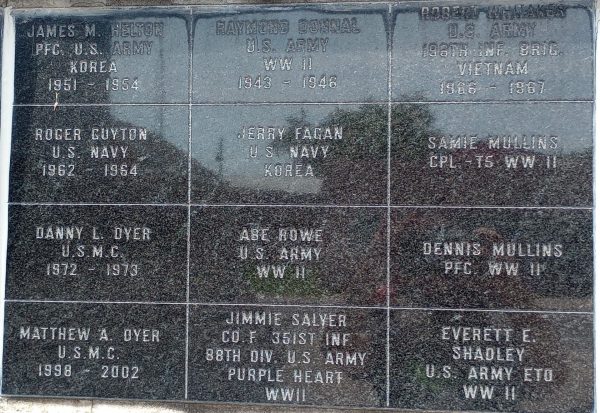 JAMES M. HELTON
PFC. U.S. ARMY
KOREA
1951 - 1954
RAYMOND DOHNAL
U.S. ARMY
WW II
1943 - 1946
ROBERT
U.S. ARMY
INF. BRIG.
VIETNAM
1966 - 1967
ROGER GUYTON
U.S. NAVY
1962 - 1964
JERRY FAGAN
U.S. NAVY
KOREA
SAMIE MULLINS
CPL.-T5 WW II
DANNY L. DYER
U.S.M.C.
1972 - 1973
ABE ROWE
U.S. ARMY
WW II
DENNIS MULLINS
PFC. WW II
MATTHEW A. DYER
U.S.M.C.
1998 - 2002
JIMMIE SALYER
CO.F 351ST INF.
88TH DIV. U.S. ARMY
PURPLE HEART
WWII
EVERETT E.
SHADLEY
U.S. ARMY ETO
WW II